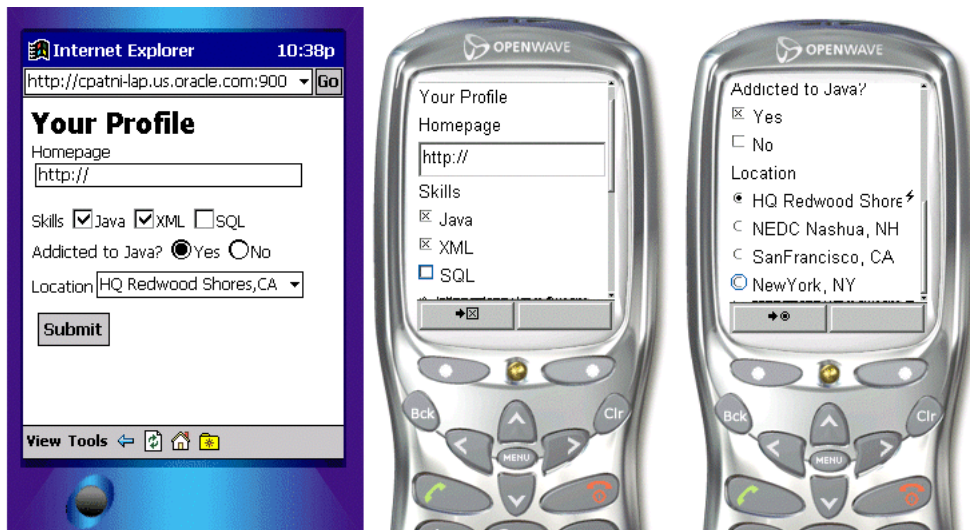 Internet Explorer 10:38p
http://cpatni-lap.us.oracle.com:900 Go
Your Profile
Homepage
http://
Skills Java XML SQL
Addicted to Java? Yes No
Location HQ Redwood Shores,CA
Submit
View Tools
OPENWAVE
Your Profile
Homepage
http://
Skills
Java
XML
SQL
Bck Clr
MENU
OPENWAVE
Addicted to Java?
Yes
No
Location
HQ Redwood Shore
NEDC Nashua, NH
SanFrancisco, CA
NewYork, NY
Bck Clr
MENU